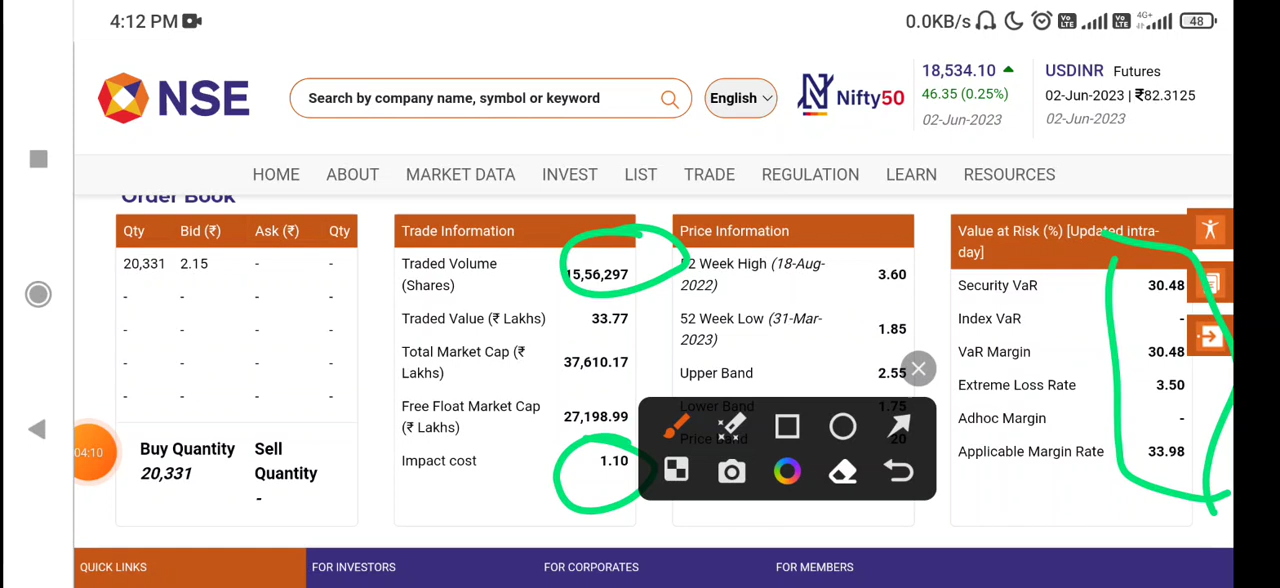 4:12 PM
0.0KB/s
Vo LTE
Vo LTE
4G+
48
NSE
Search by company name, symbol or keyword
English
Nifty50
18,534.10
46.35 (0.25%)
02-Jun-2023
USDINR Futures
02-Jun-2023 | ₹82.3125
02-Jun-2023
HOME ABOUT MARKET DATA INVEST LIST TRADE REGULATION LEARN RESOURCES
Order Book
Qty Bid (₹) Ask (₹) Qty
20,331 2.15 - -
- - - -
- - - -
- - - -
- - - -
Buy Quantity
20,331
Sell Quantity
-
Trade Information
Traded Volume (Shares) 15,56,297
Traded Value (₹ Lakhs) 33.77
Total Market Cap (₹ Lakhs) 37,610.17
Free Float Market Cap (₹ Lakhs) 27,198.99
Impact cost 1.10
Price Information
52 Week High (18-Aug-2022) 3.60
52 Week Low (31-Mar-2023) 1.85
Upper Band 2.55
Lower Band 1.75
Price Band 20
Value at Risk (%) [Updated intra-day]
Security VaR 30.48
Index VaR -
VaR Margin 30.48
Extreme Loss Rate 3.50
Adhoc Margin -
Applicable Margin Rate 33.98
04:10
QUICK LINKS FOR INVESTORS FOR CORPORATES FOR MEMBERS